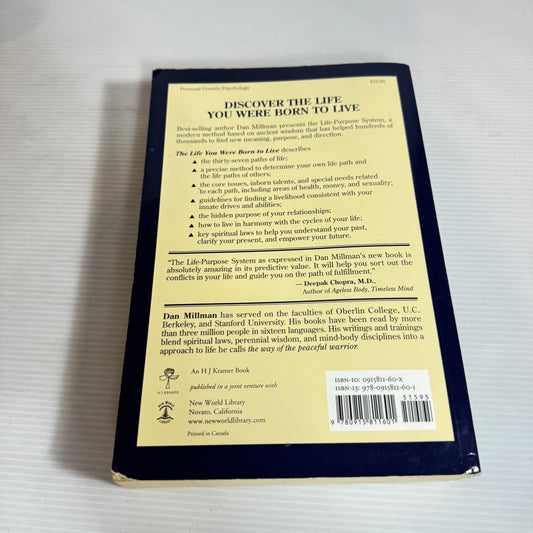 Personal Growth/Psychology $15.95
DISCOVER THE LIFE
YOU WERE BORN TO LIVE
Best-selling author Dan Millman presents the Life-Purpose System, a
modern method based on ancient wisdom that has helped hundreds of
thousands to find new meaning, purpose, and direction.
The Life You Were Born to Live describes
▲ the thirty-seven paths of life;
▲ a precise method to determine your own life path and
the life paths of others;
▲ the core issues, inborn talents, and special needs related
to each path, including areas of health, money, and sexuality;
▲ guidelines for finding a livelihood consistent with your
innate drives and abilities;
▲ the hidden purpose of your relationships;
▲ how to live in harmony with the cycles of your life;
▲ key spiritual laws to help you understand your past,
clarify your present, and empower your future.
"The Life-Purpose System as expressed in Dan Millman's new book is
absolutely amazing in its predictive value. It will help you sort out the
conflicts in your life and guide you on the path of fulfillment."
— Deepak Chopra, M.D.,
Author of Ageless Body, Timeless Mind
Dan Millman has served on the faculties of Oberlin College, U.C.
Berkeley, and Stanford University. His books have been read by more
than three million people in sixteen languages. His writings and trainings
blend spiritual laws, perennial wisdom, and mind-body disciplines into a
approach to life he calls the way of the peaceful warrior.
An H J Kramer Book
H J KRAMER
published in a joint venture with
NEW WORLD LIBRARY
New World Library
Novato, California
www.newworldlibrary.com
Printed in Canada
ISBN-10: 0915811-60-X
ISBN-13: 978-0915811-60-1
51595
9 780915 811601